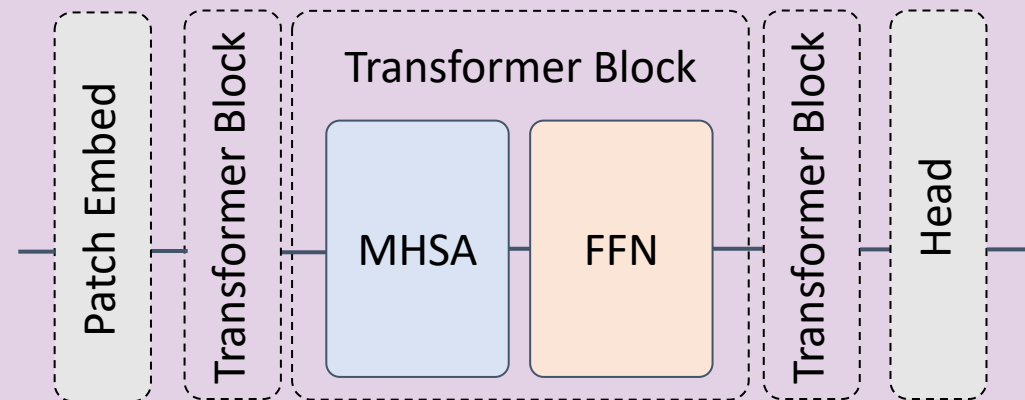 Patch Embed
Transformer Block
Transformer Block
MHSA
FFN
Transformer Block
Head